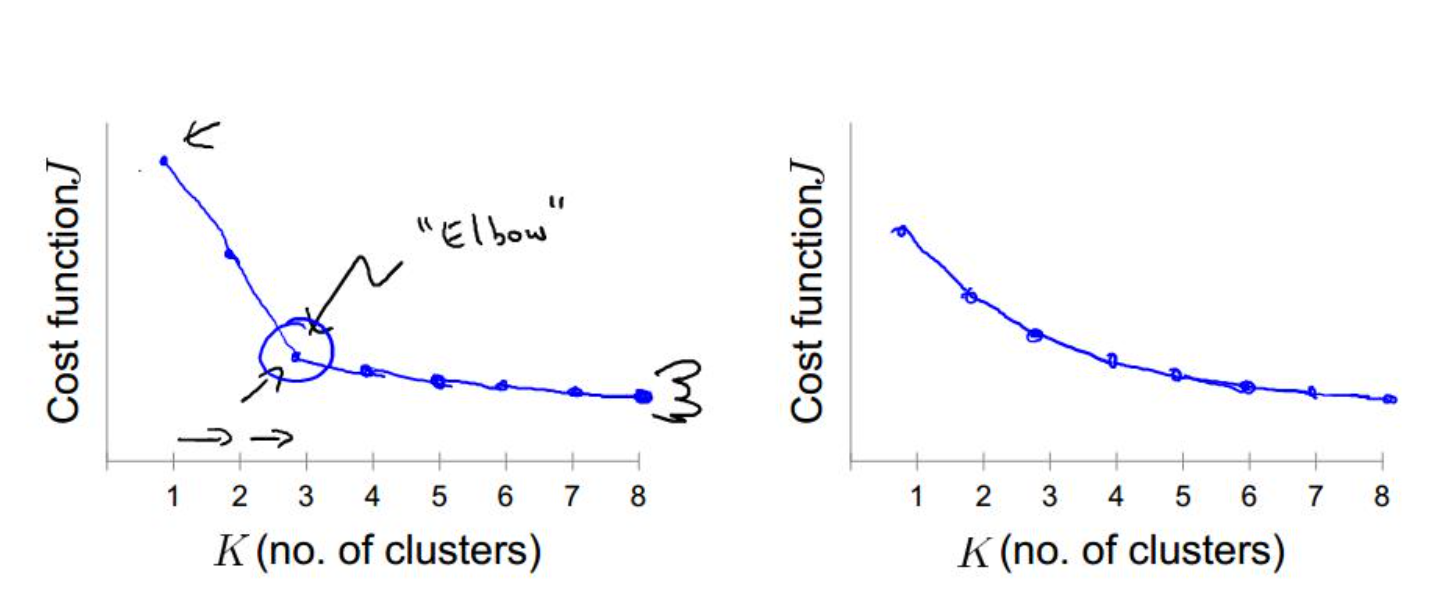 "Elbow"
Cost function J
1 2 3 4 5 6 7 8
K (no. of clusters)
Cost function J
1 2 3 4 5 6 7 8
K (no. of clusters)